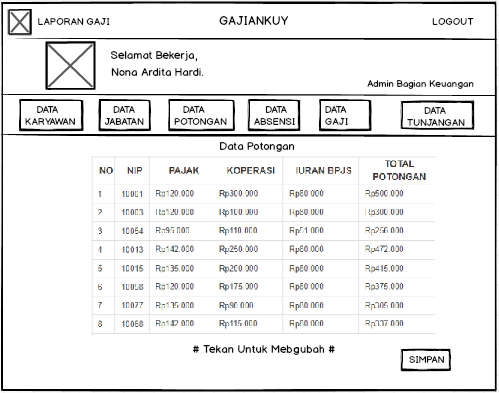 LAPORAN GAJI
GAJIANKUY
LOGOUT
Selamat Bekerja,
Nona Ardita Hardi.
Admin Bagian Keuangan
DATA KARYAWAN
DATA JABATAN
DATA POTONGAN
DATA ABSENSI
DATA GAJI
DATA TUNJANGAN
Data Potongan
NO NIP PAJAK KOPERASI IURAN BPJS TOTAL POTONGAN
1 10001 Rp120.000 Rp300.000 Rp80.000 Rp500.000
2 10003 Rp120.000 Rp100.000 Rp80.000 Rp300.000
3 10054 Rp95.000 Rp110.000 Rp51.000 Rp256.000
4 10013 Rp142.000 Rp250.000 Rp80.000 Rp472.000
5 10015 Rp135.000 Rp200.000 Rp80.000 Rp415.000
6 Rp120.000 Rp175.000 Rp80.000 Rp375.000
7 10077 Rp135.000 Rp90.000 Rp80.000 Rp305.000
8 Rp142.000 Rp115.000 Rp80.000 Rp337.000
# Tekan Untuk Mebgubah #
SIMPAN